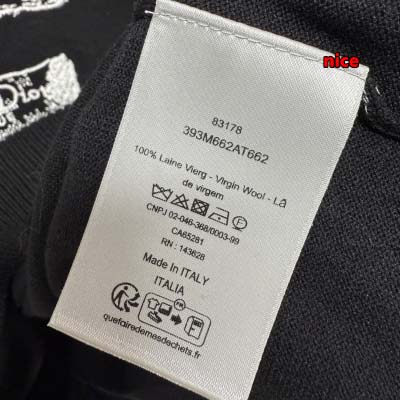 nice
83178
393M662AT662
100% Laine Vierg - Virgin Wool - Lã
de virgem
F
CNPJ 02-046-368/0003-99
CA65281
RN : 143628
Made In ITALY
ITALIA
FR
quefairedemesdechets.fr